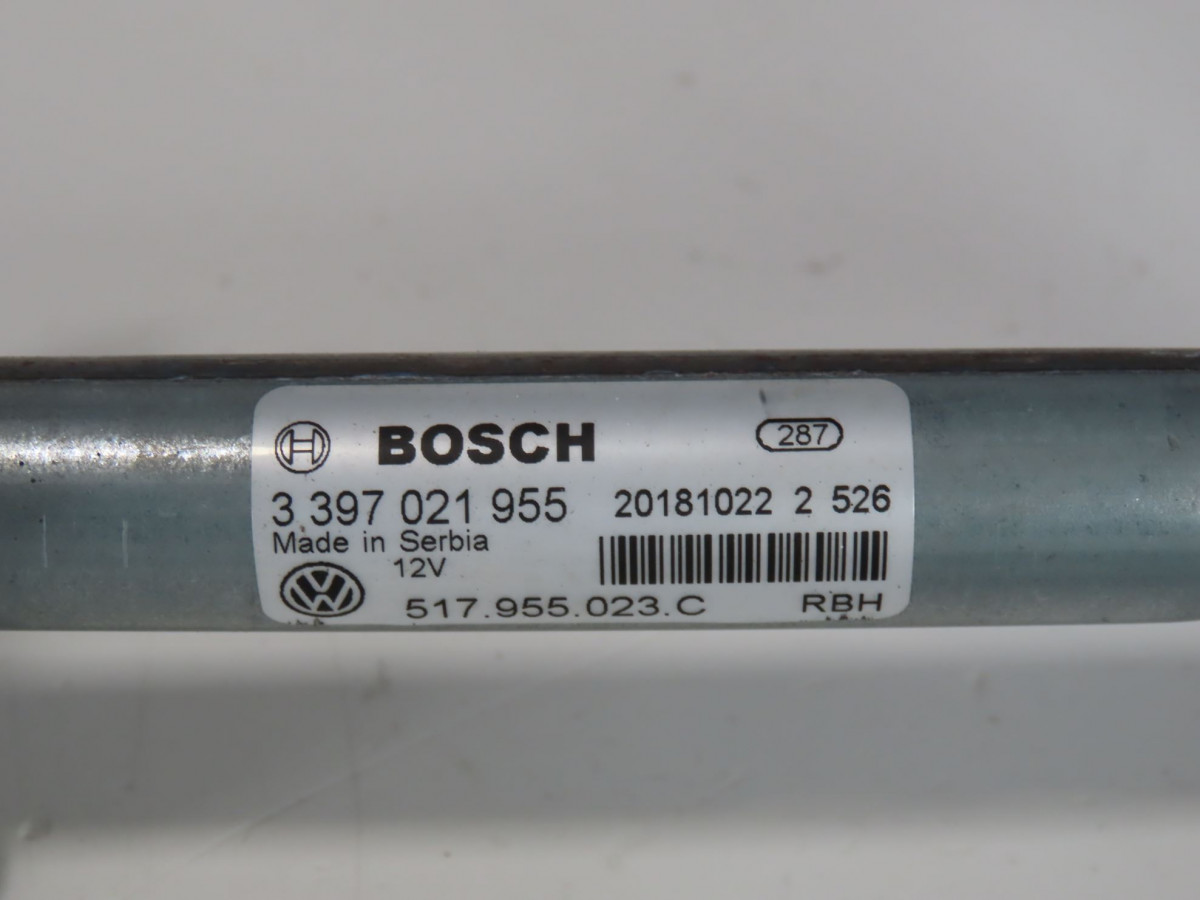 BOSCH 287
3 397 021 955 20181022 2 526
Made in Serbia
12V
517.955.023.C RBH